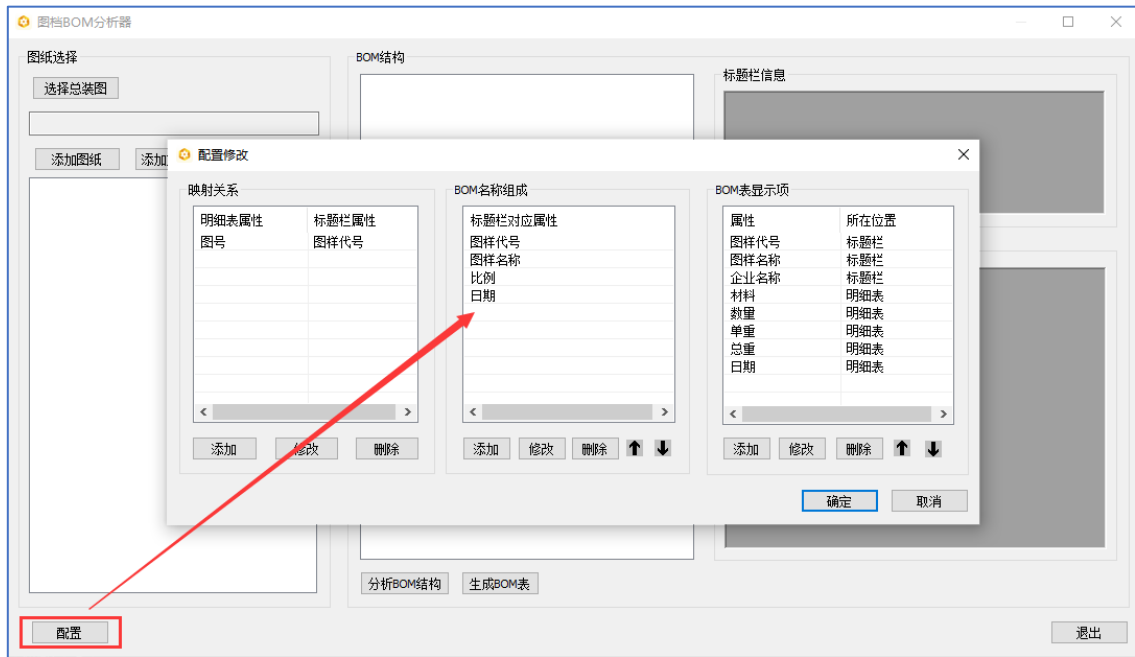 图档BOM分析器
图纸选择
选择总装图
添加图纸
添加
BOM结构
标题栏信息
配置修改
映射关系
明细表属性 标题栏属性
图号 图样代号
添加 修改 删除
BOM名称组成
标题栏对应属性
图样代号
图样名称
比例
日期
添加 修改 删除
BOM表显示项
属性 所在位置
图样代号 标题栏
图样名称 标题栏
企业名称 标题栏
材料 明细表
数量 明细表
单重 明细表
总重 明细表
日期 明细表
添加 修改 删除
确定 取消
分析BOM结构 生成BOM表
配置
退出